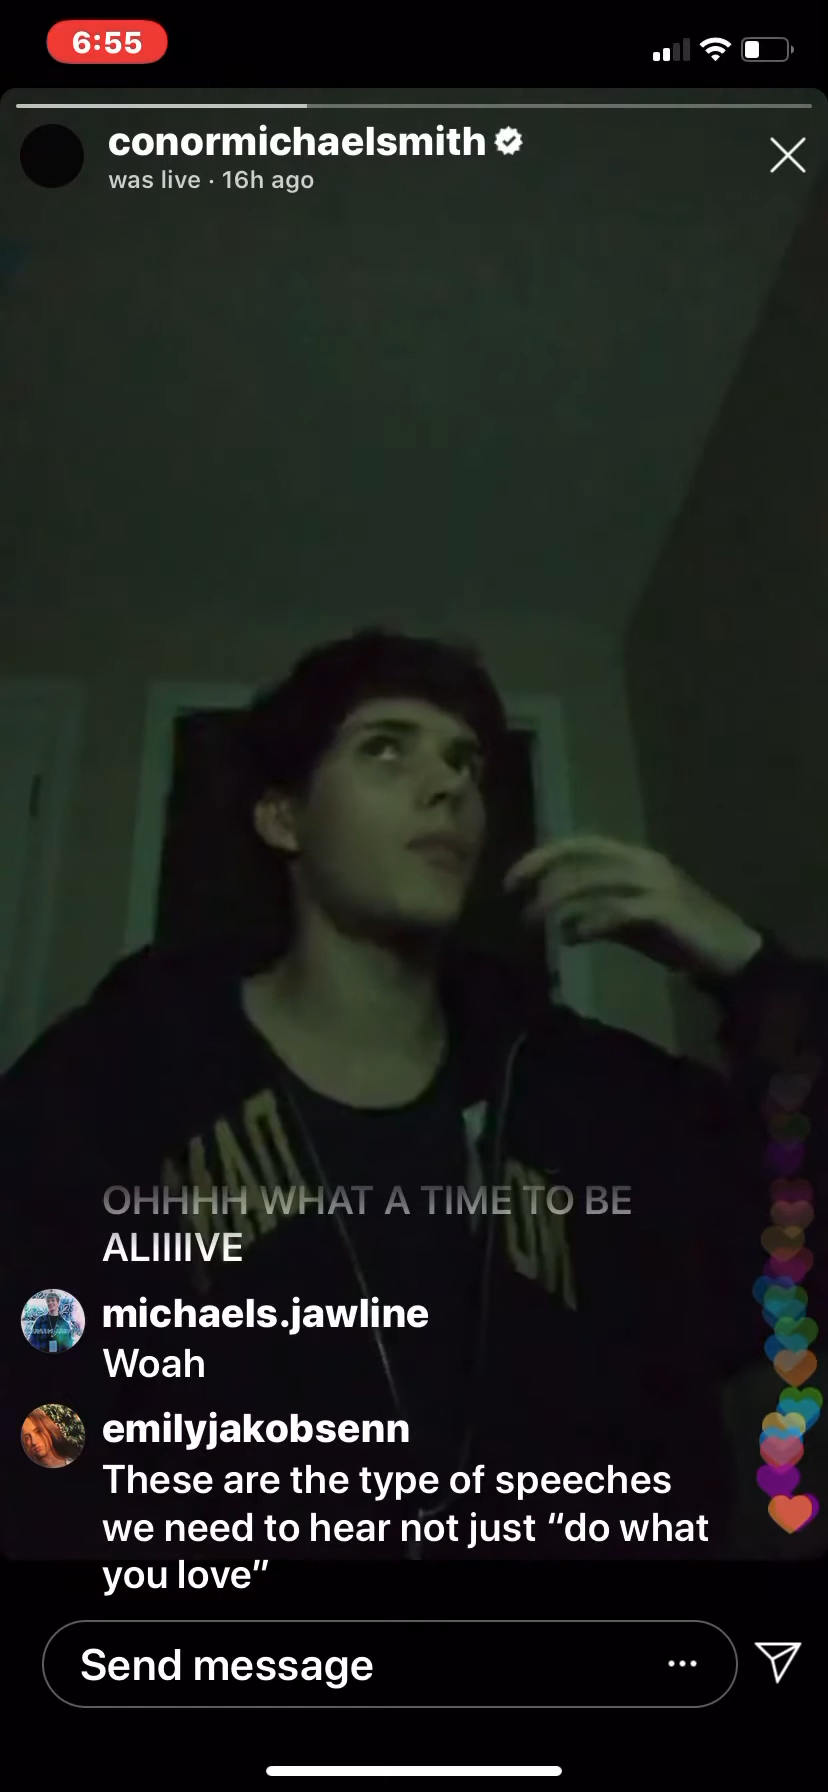 6:55
conormichaelsmith
was live · 16h ago
OHHHH WHAT A TIME TO BE
ALIIIIVE
michaels.jawline
Woah
emilyjakobsenn
These are the type of speeches
we need to hear not just “do what
you love”
Send message